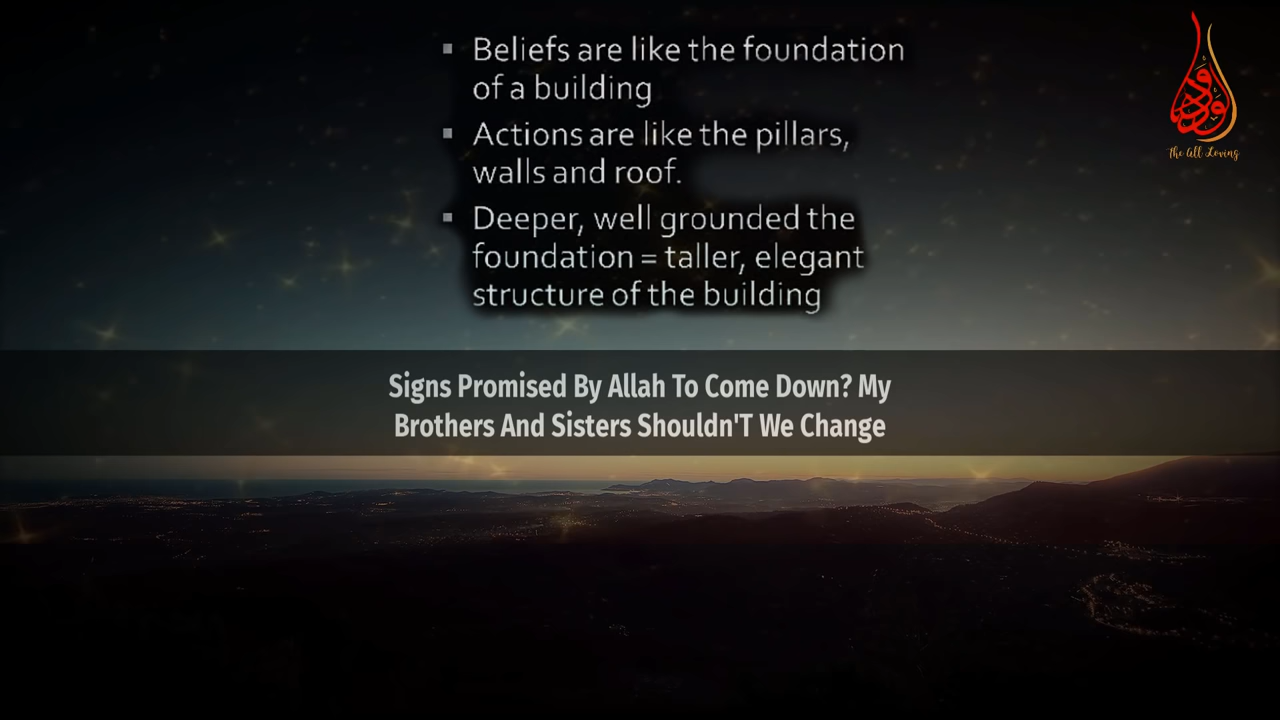 Beliefs are like the foundation
of a building
Actions are like the pillars,
walls and roof.
Deeper, well grounded the
foundation = taller, elegant
structure of the building
الودود
The All Loving
Signs Promised By Allah To Come Down? My
Brothers And Sisters Shouldn'T We Change